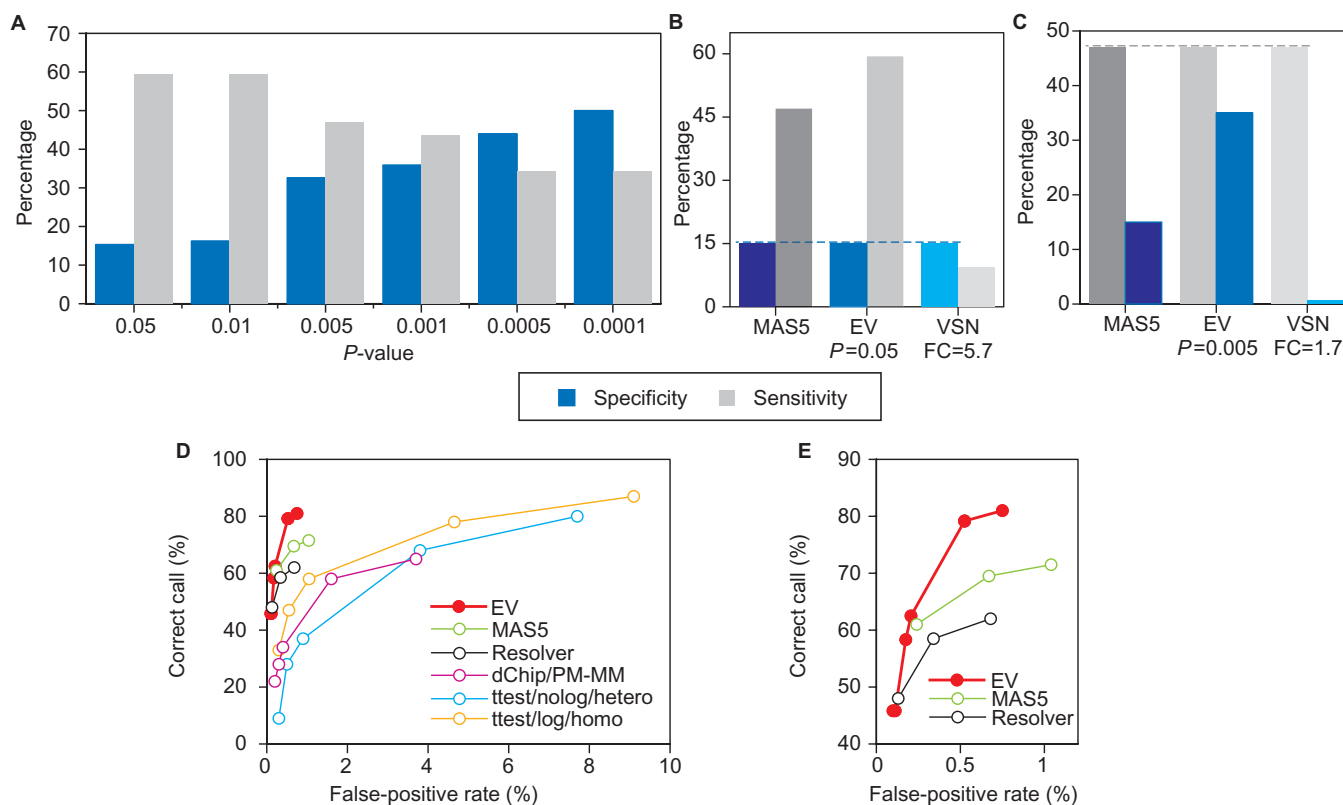 A
Percentage
70
60
50
40
30
20
10
0
0.05 0.01 0.005 0.001 0.0005 0.0001
P-value
B
Percentage
60
45
30
15
0
MAS5 EV VSN
P=0.05 FC=5.7
C
Percentage
50
40
30
20
10
0
MAS5 EV VSN
P=0.005 FC=1.7
Specificity Sensitivity
D
Correct call (%)
100
80
60
40
20
0
0 2 4 6 8 10
False-positive rate (%)
EV
MAS5
Resolver
dChip/PM-MM
ttest/nolog/hetero
ttest/log/homo
E
Correct call (%)
90
80
70
60
50
40
0 0.5 1
False-positive rate (%)
EV
MAS5
Resolver